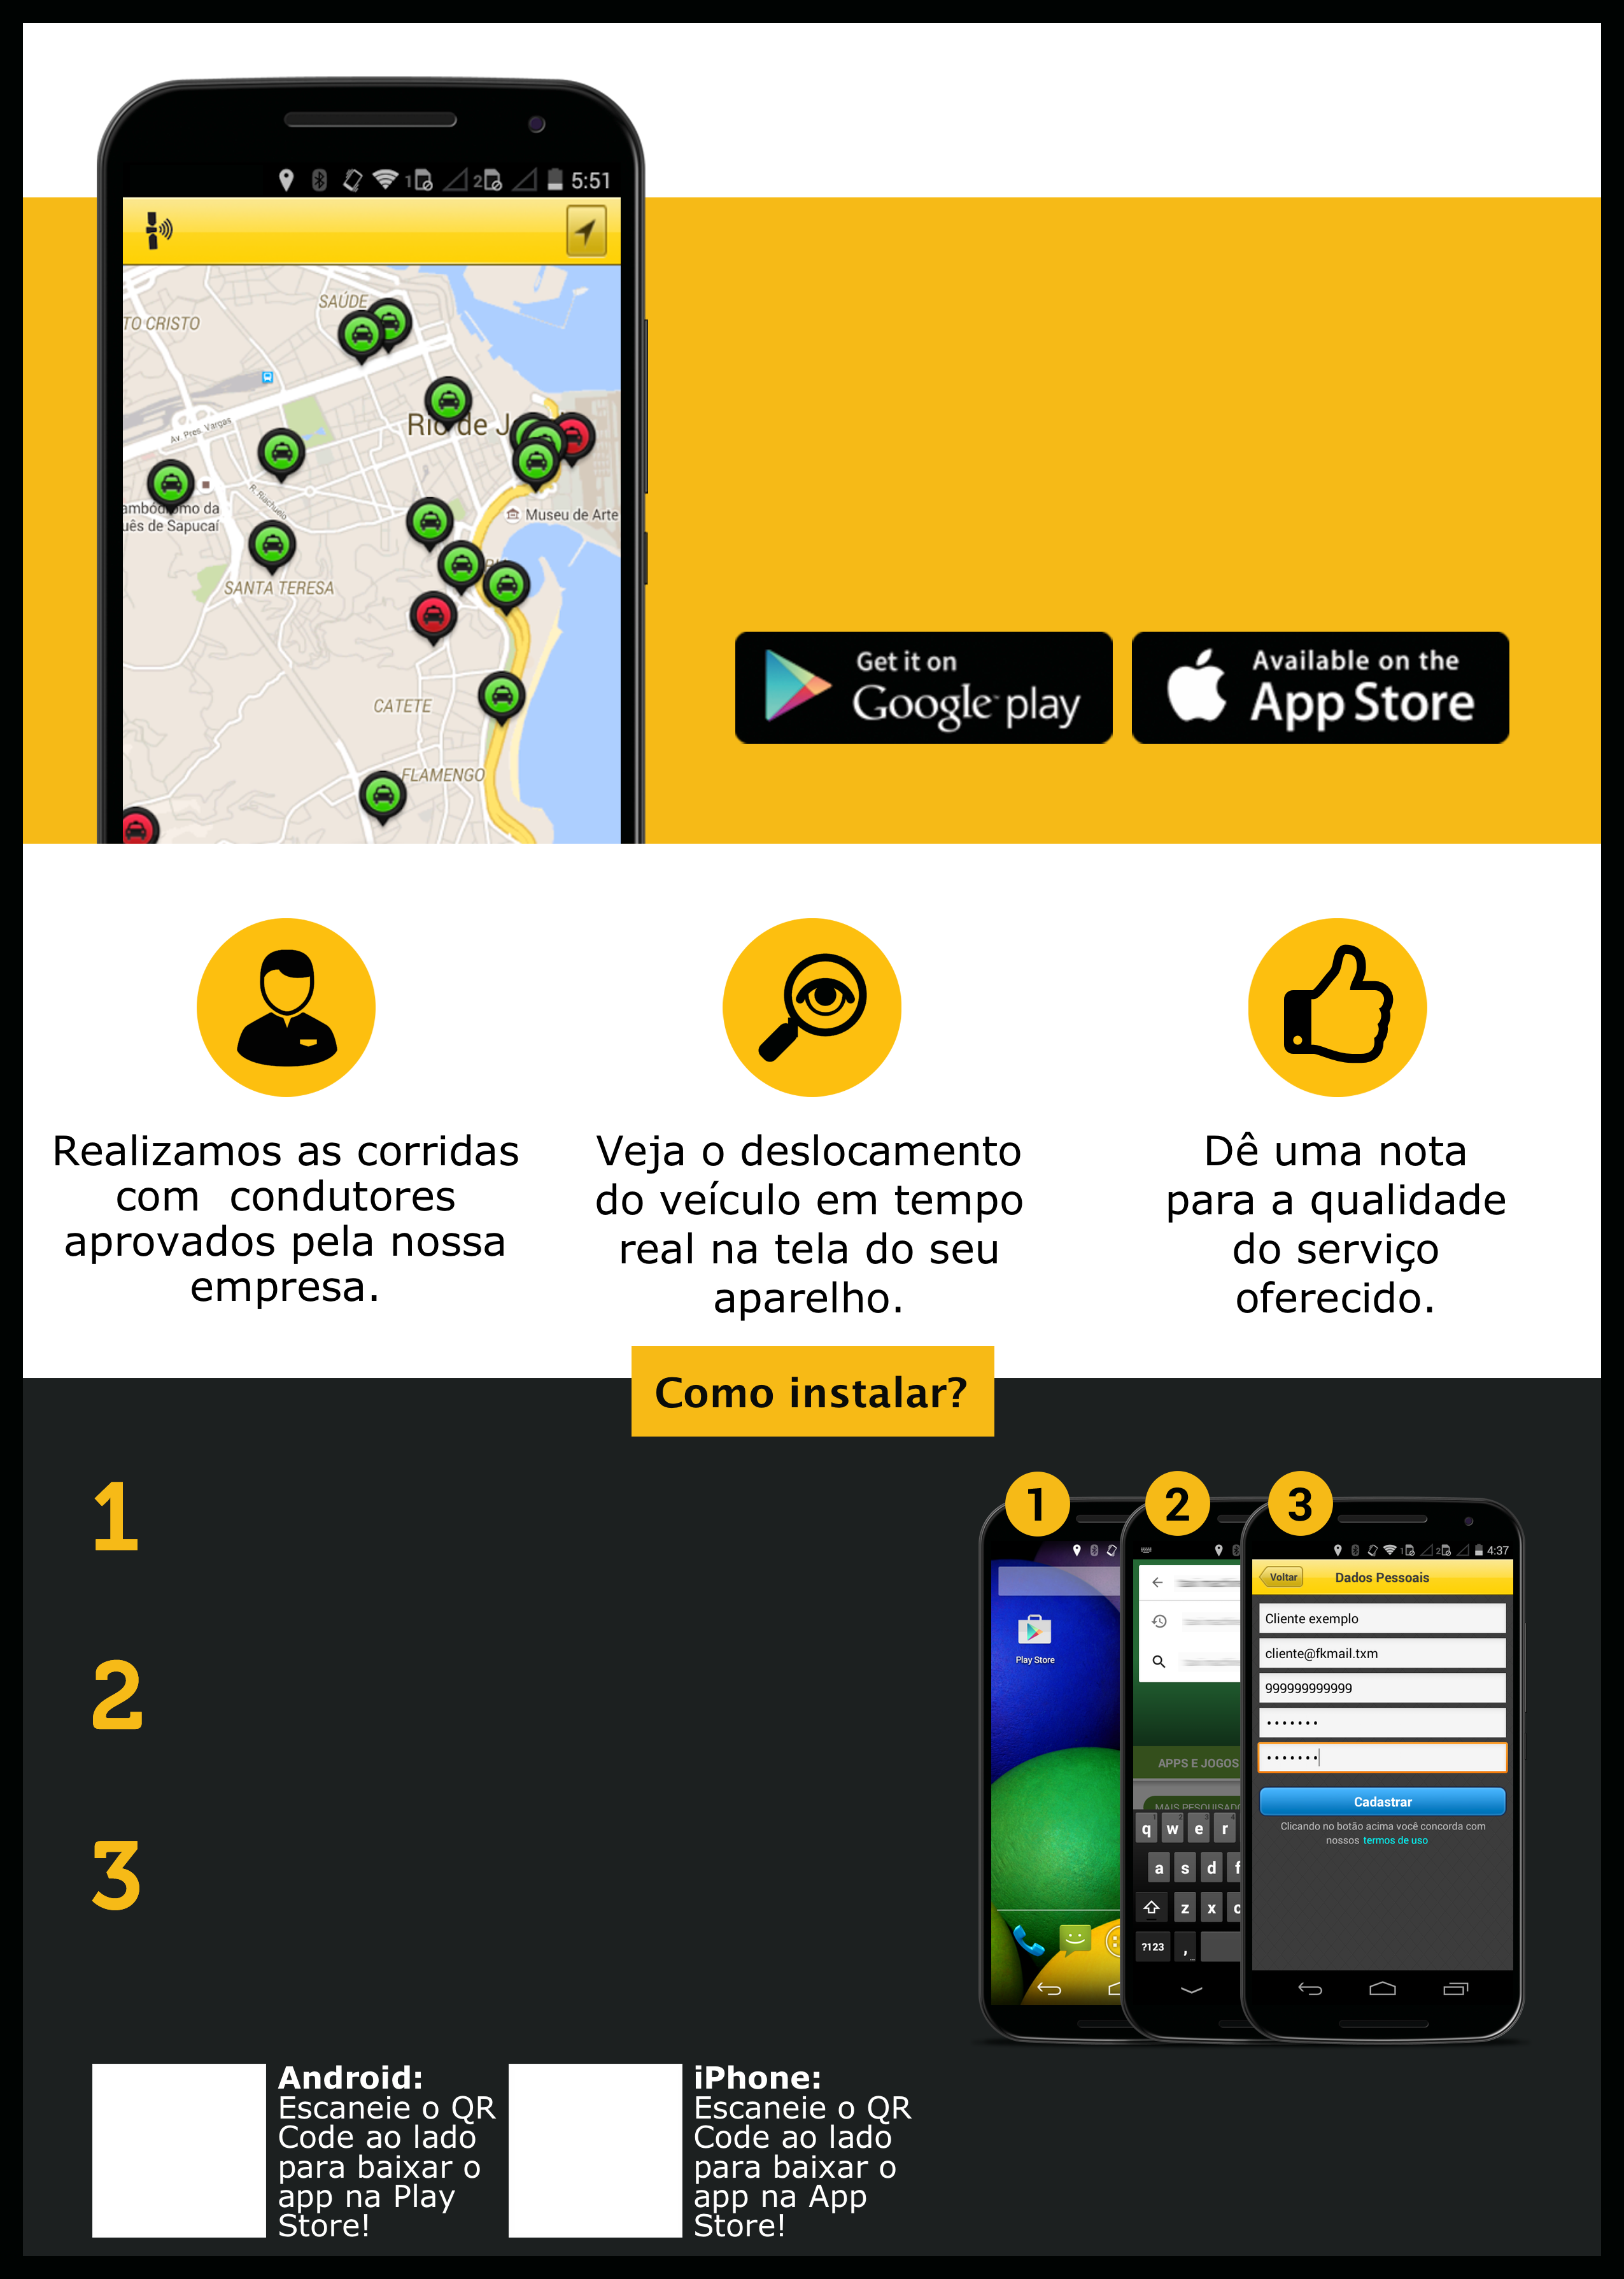 5:51
SAÚDE
TO CRISTO
Av. Pres. Vargas
Rio de J
R. Riachuelo
ambódromo da
uês de Sapucaí
Museu de Arte
SANTA TERESA
CATETE
FLAMENGO
Get it on
Google play
Available on the
App Store
Realizamos as corridas
com condutores
aprovados pela nossa
empresa.
Veja o deslocamento
do veículo em tempo
real na tela do seu
aparelho.
Dê uma nota
para a qualidade
do serviço
oferecido.
Como instalar?
1
2
3
1
2
3
Play Store
APPS E JOGOS
MAIS PESQUISADO
q w e r
a s d f
z x c
?123 ,
4:37
Voltar
Dados Pessoais
Cliente exemplo
cliente@fkmail.txm
999999999999
•••••••
•••••••
Cadastrar
Clicando no botão acima você concorda com
nossos termos de uso
Android:
Escaneie o QR
Code ao lado
para baixar o
app na Play
Store!
iPhone:
Escaneie o QR
Code ao lado
para baixar o
app na App
Store!